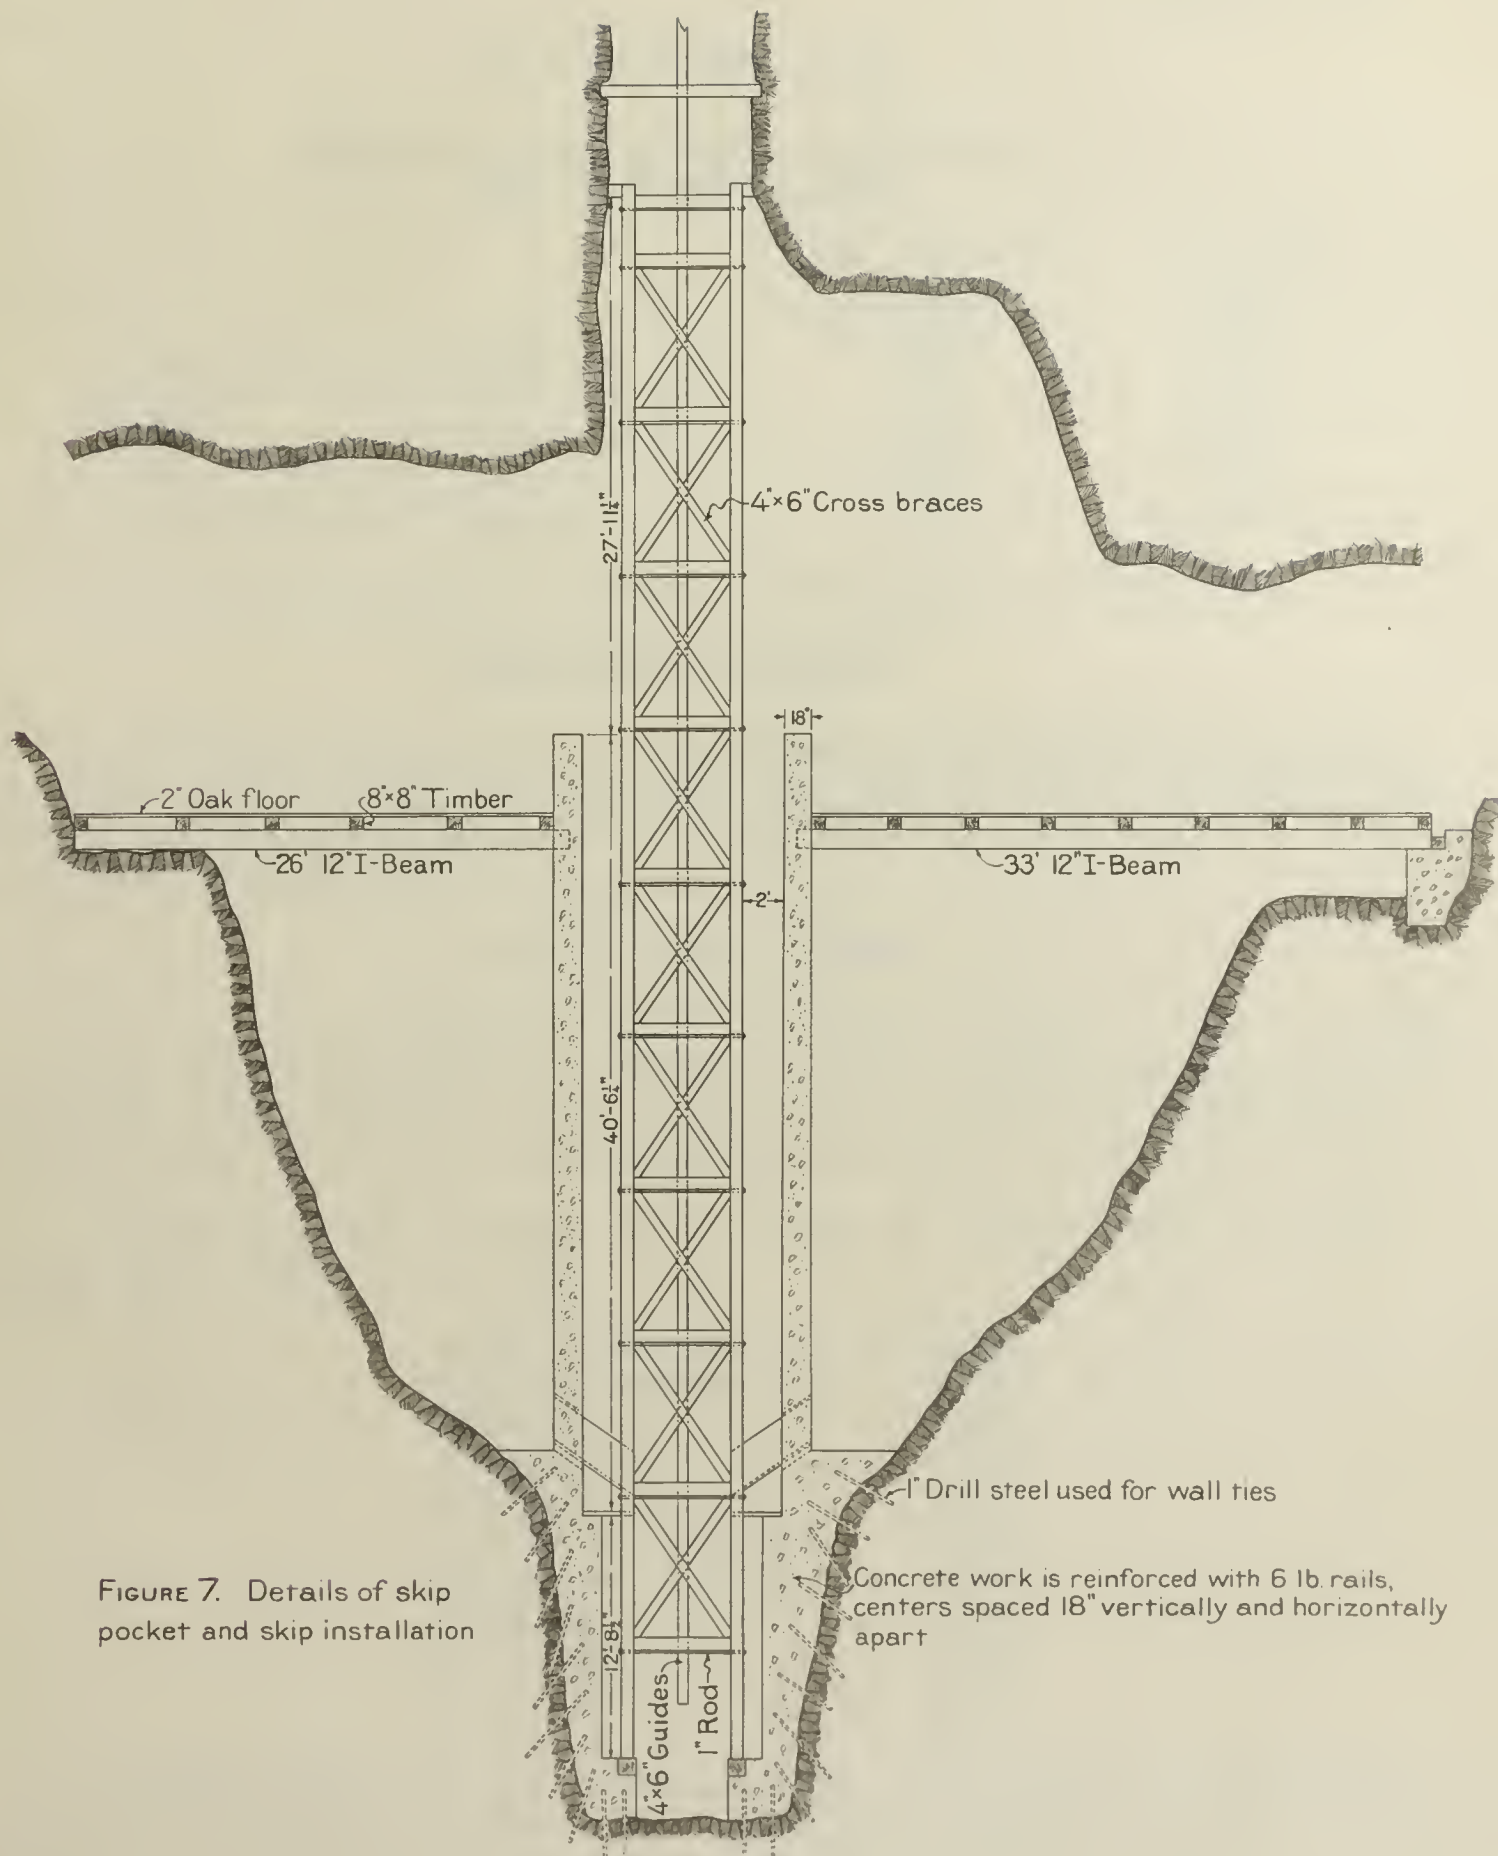 27'-11¼"
4"×6" Cross braces
18"
2" Oak floor
8"×8" Timber
26' 12" I-Beam
33' 12" I-Beam
2'
40'-6¼"
1" Drill steel used for wall ties
Concrete work is reinforced with 6 lb. rails,
centers spaced 18" vertically and horizontally
apart
FIGURE 7. Details of skip
pocket and skip installation
12'-8½"
4"×6" Guides
1" Rod